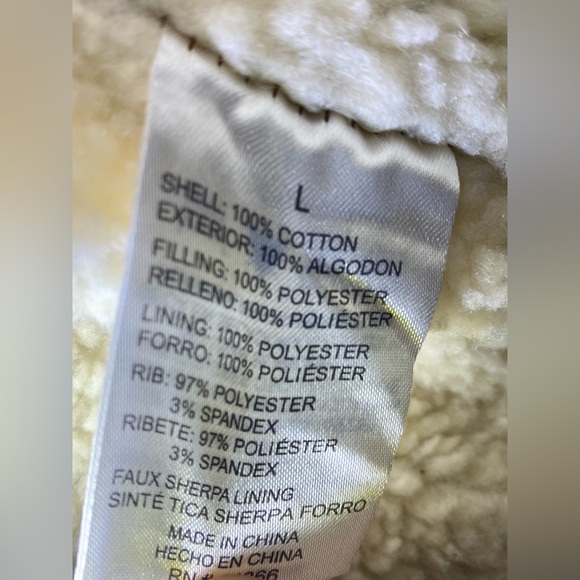 L
SHELL: 100% COTTON
EXTERIOR: 100% ALGODON
FILLING: 100% POLYESTER
RELLENO: 100% POLIÉSTER
LINING: 100% POLYESTER
FORRO: 100% POLIÉSTER
RIB: 97% POLYESTER
3% SPANDEX
RIBETE: 97% POLIÉSTER
3% SPANDEX
FAUX SHERPA LINING
SINTÉ TICA SHERPA FORRO
MADE IN CHINA
HECHO EN CHINA
RN